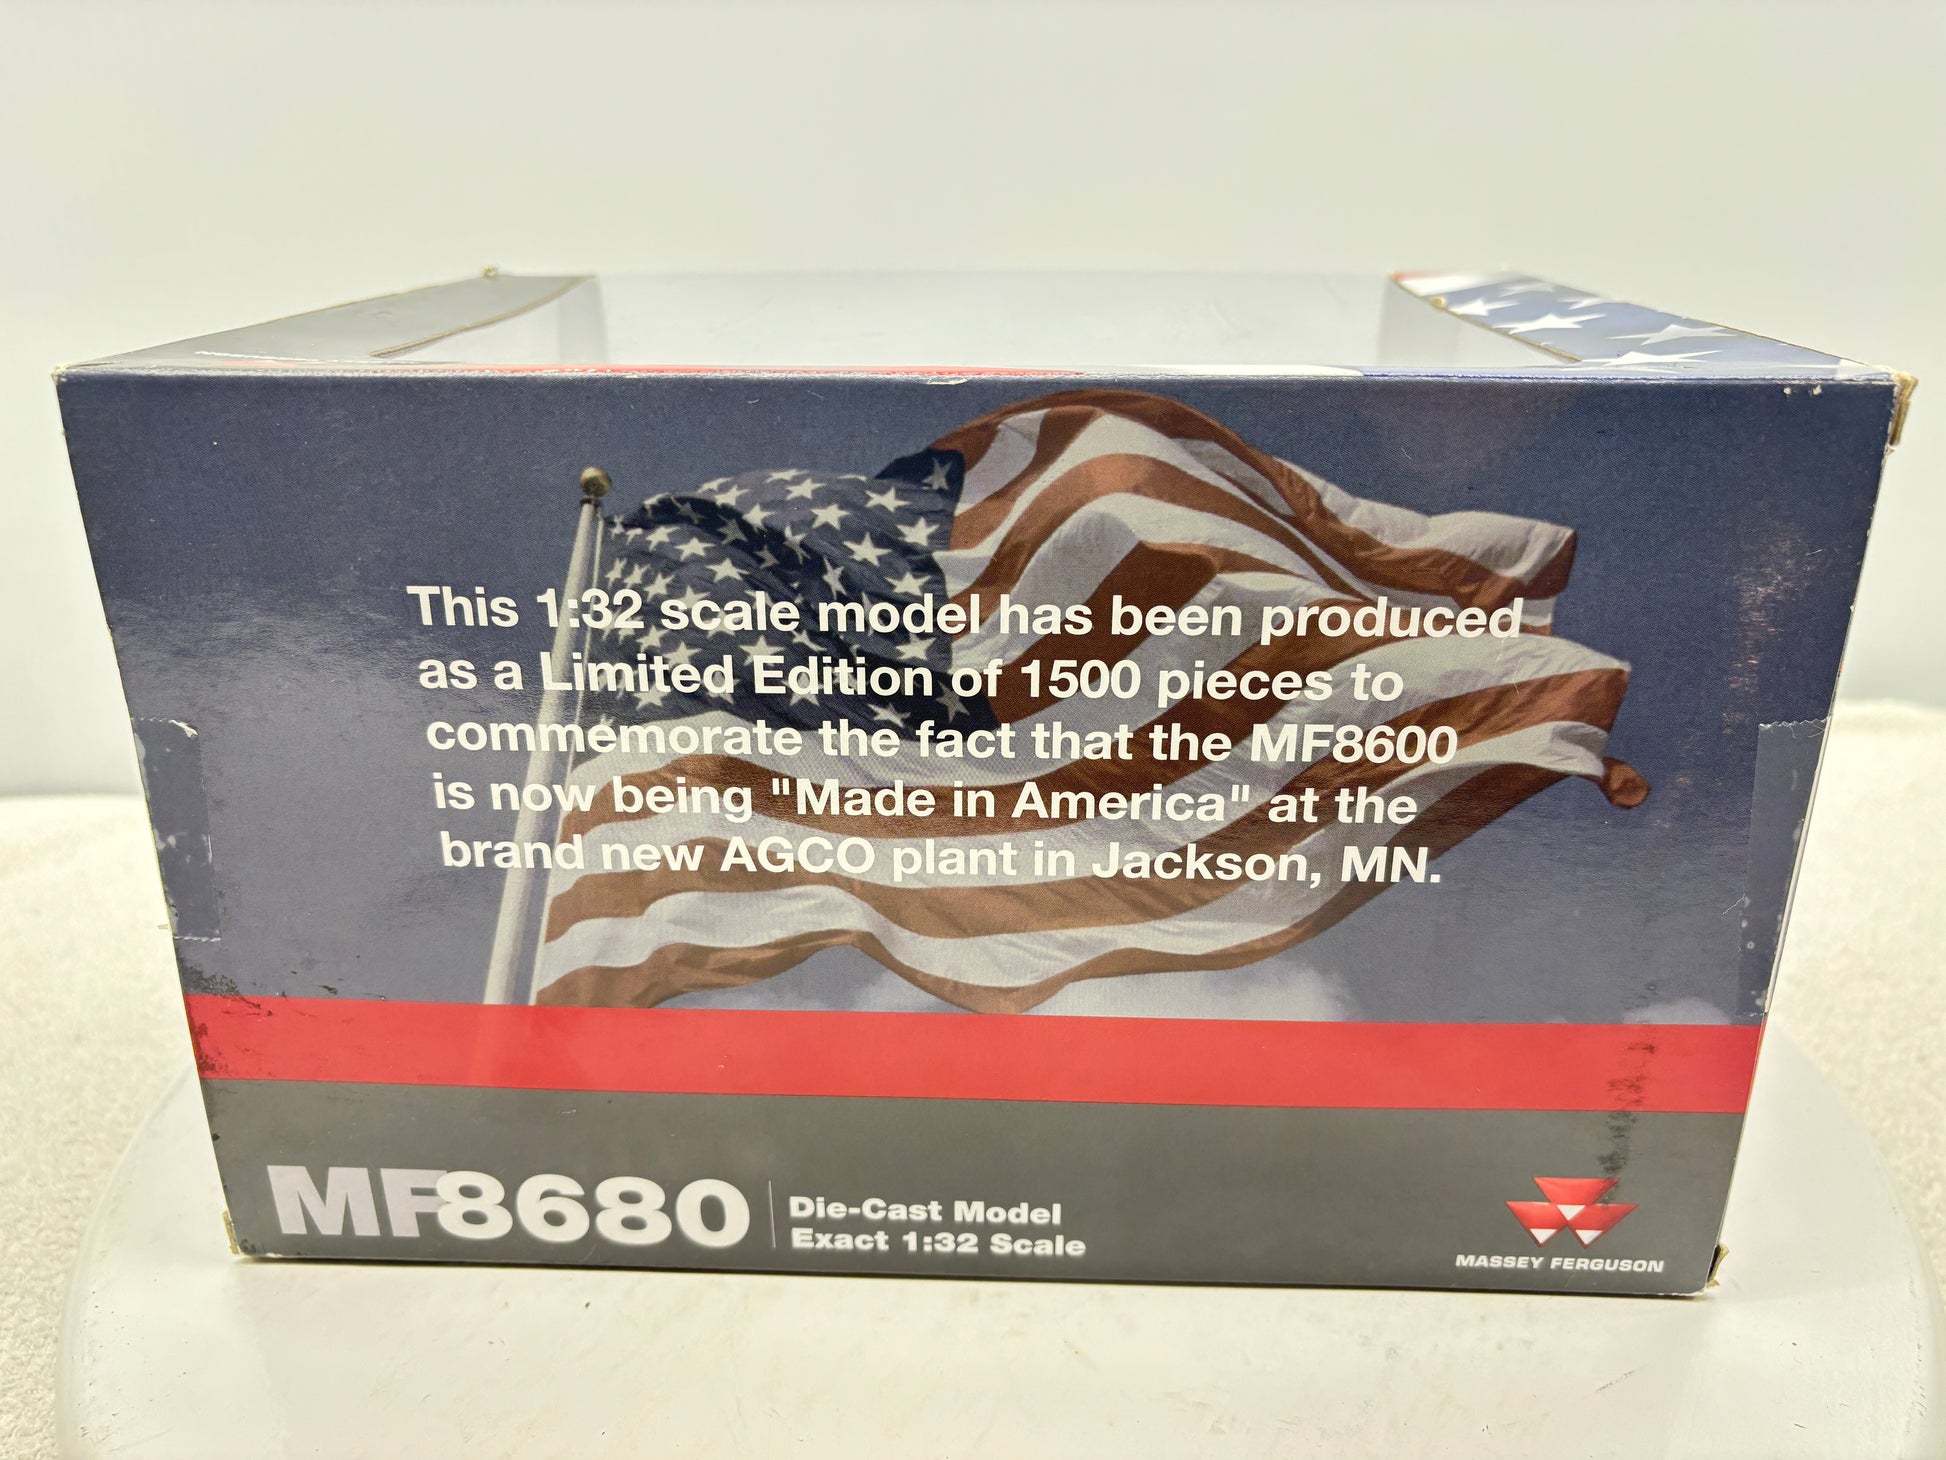 This 1:32 scale model has been produced
as a Limited Edition of 1500 pieces to
commemorate the fact that the MF8600
is now being "Made in America" at the
brand new AGCO plant in Jackson, MN.
MF8680
Die-Cast Model
Exact 1:32 Scale
MASSEY FERGUSON